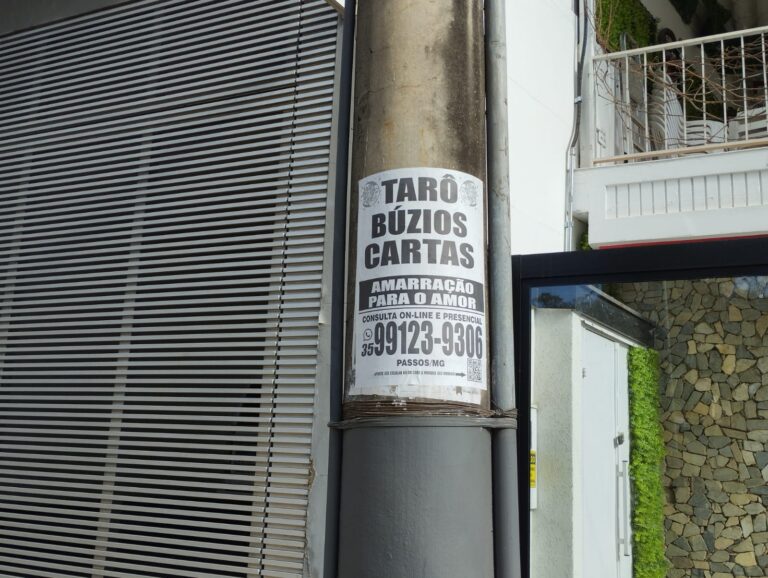 TARÔ
BÚZIOS
CARTAS
AMARRAÇÃO
PARA O AMOR
CONSULTA ON-LINE E PRESENCIAL
35 99123-9306
PASSOS/MG